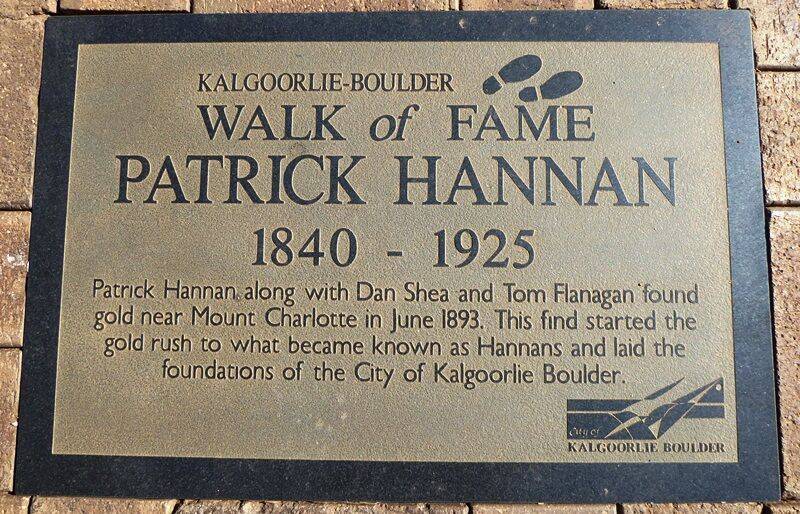 KALGOORLIE-BOULDER
WALK of FAME
PATRICK HANNAN
1840 - 1925
Patrick Hannan along with Dan Shea and Tom Flanagan found
gold near Mount Charlotte in June 1893. This find started the
gold rush to what became known as Hannans and laid the
foundations of the City of Kalgoorlie Boulder.
City of
KALGOORLIE BOULDER